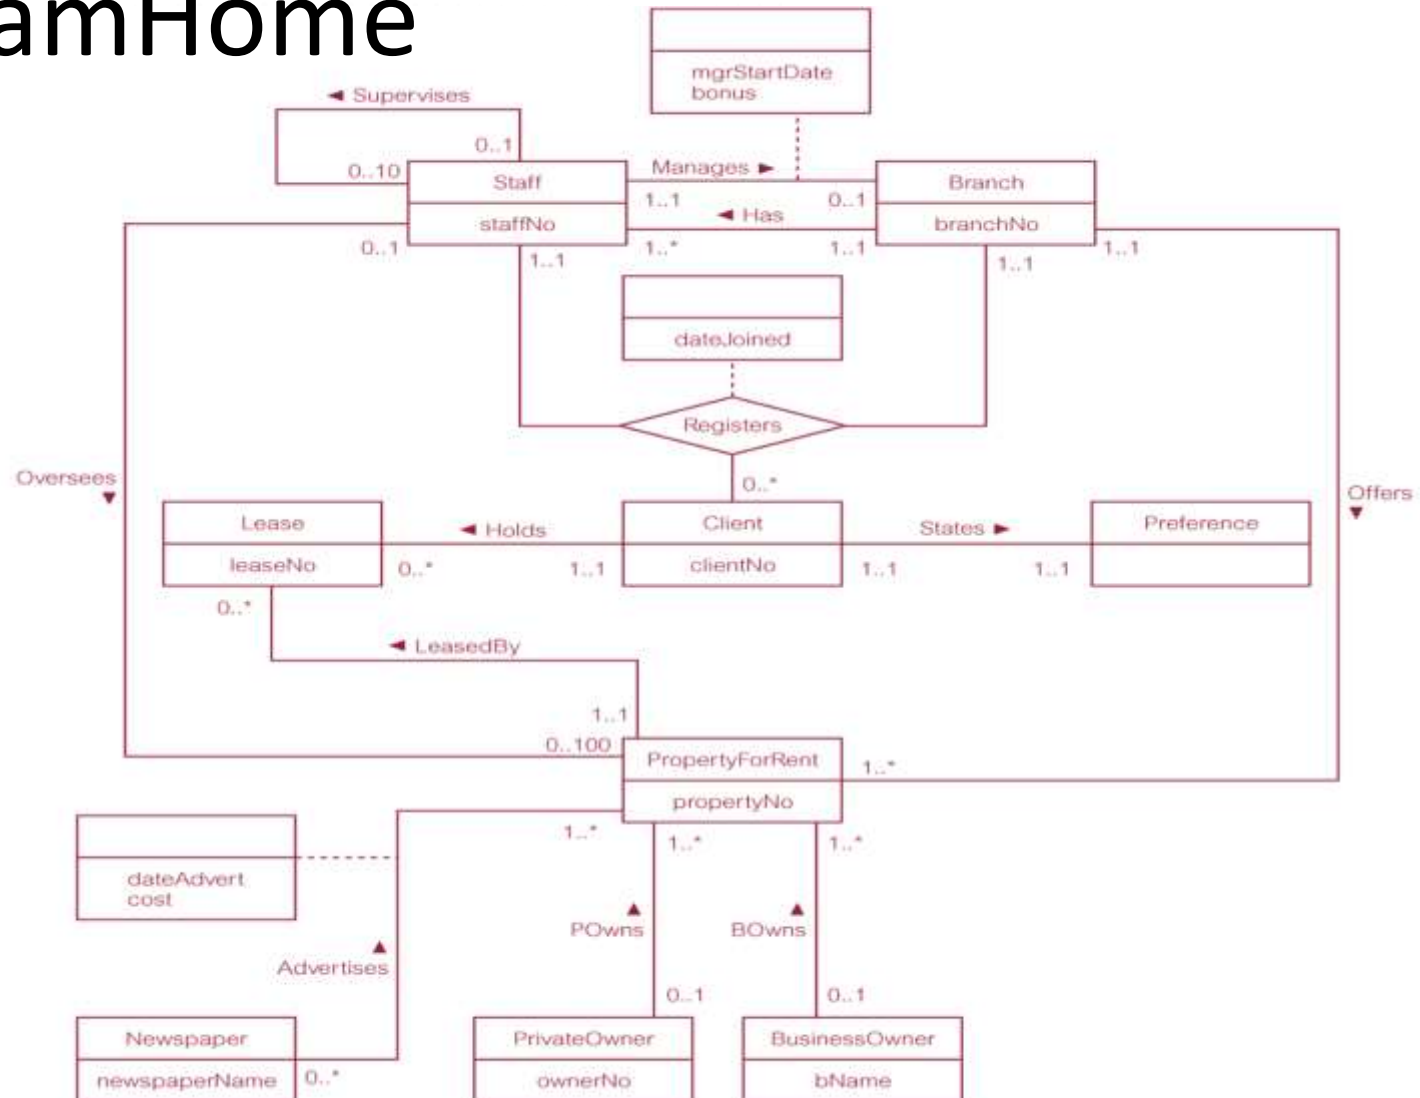 amHome
mgrStartDate
bonus
◄ Supervises
0..1
0..10
Staff
staffNo
Manages ►
1..1
0..1
◄ Has
1..*
1..1
Branch
branchNo
0..1
1..1
1..1
1..1
dateJoined
Registers
0..*
Oversees
▼
Offers
▼
Lease
leaseNo
◄ Holds
0..*
1..1
Client
clientNo
States ►
1..1
1..1
Preference
0..*
◄ LeasedBy
1..1
0..100
PropertyForRent
propertyNo
1..*
1..*
1..*
1..*
dateAdvert
cost
▲
Advertises
▲
POwns
▲
BOwns
0..1
0..1
Newspaper
newspaperName
0..*
PrivateOwner
ownerNo
BusinessOwner
bName